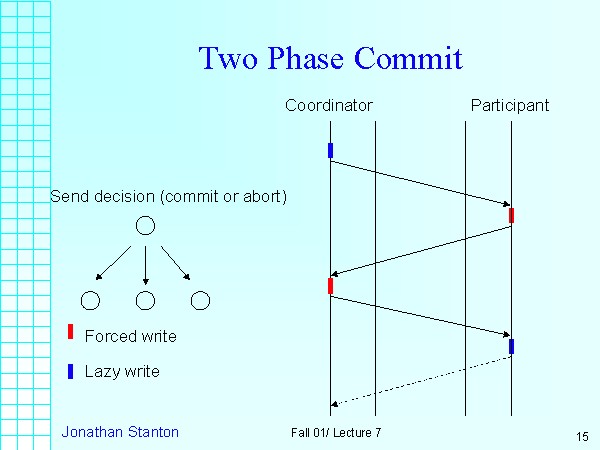 Two Phase Commit
Coordinator
Participant
Send decision (commit or abort)
Forced write
Lazy write
Jonathan Stanton
Fall 01/ Lecture 7
15